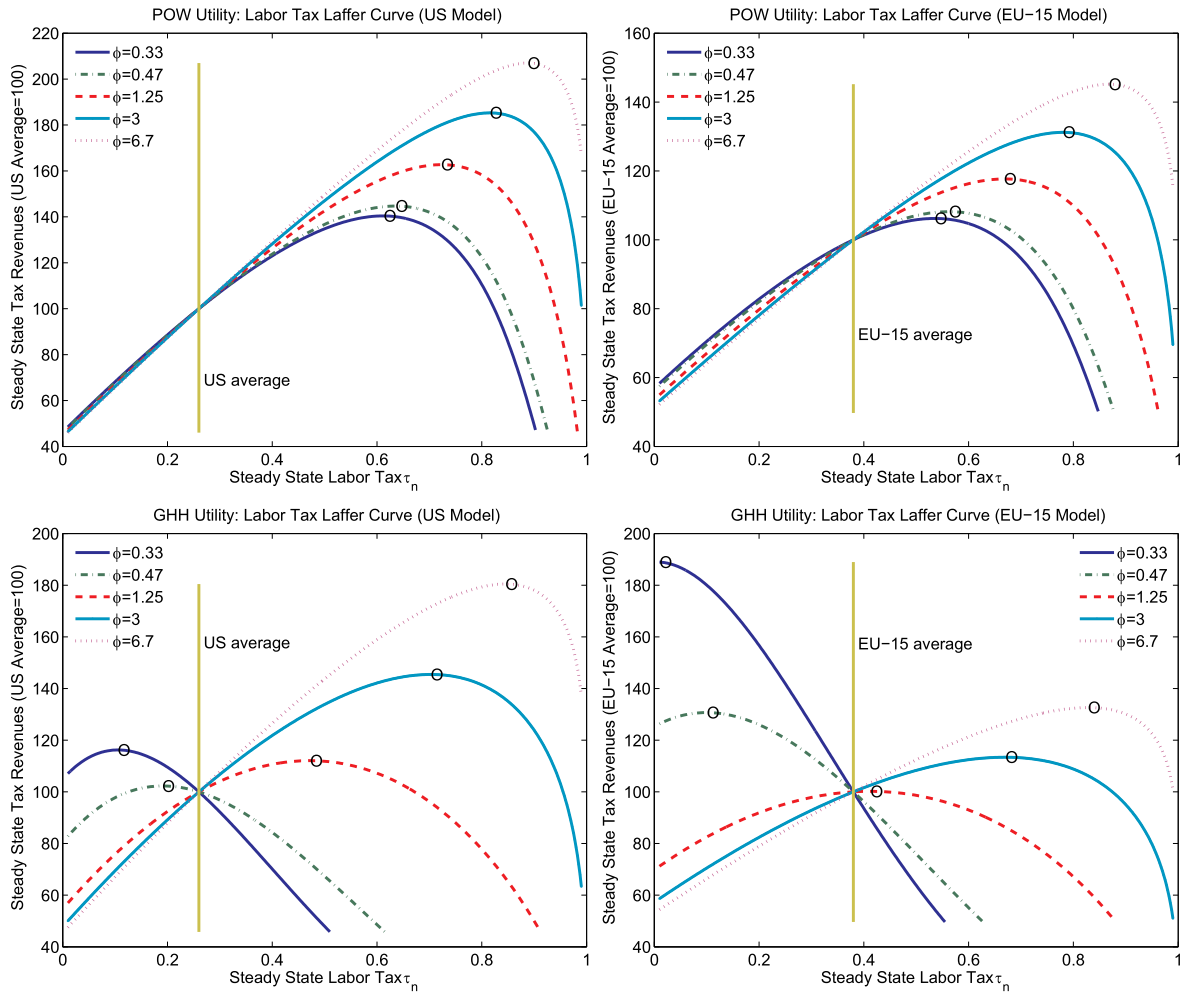 POW Utility: Labor Tax Laffer Curve (US Model)
220
200
180
160
140
120
100
80
60
40
0
0.2
0.4
0.6
0.8
1
Steady State Tax Revenues (US Average=100)
Steady State Labor Taxτn
ϕ=0.33
ϕ=0.47
ϕ=1.25
ϕ=3
ϕ=6.7
US average
POW Utility: Labor Tax Laffer Curve (EU−15 Model)
160
140
120
100
80
60
40
0
0.2
0.4
0.6
0.8
1
Steady State Tax Revenues (EU−15 Average=100)
Steady State Labor Taxτn
ϕ=0.33
ϕ=0.47
ϕ=1.25
ϕ=3
ϕ=6.7
EU−15 average
GHH Utility: Labor Tax Laffer Curve (US Model)
200
180
160
140
120
100
80
60
40
0
0.2
0.4
0.6
0.8
1
Steady State Tax Revenues (US Average=100)
Steady State Labor Taxτn
ϕ=0.33
ϕ=0.47
ϕ=1.25
ϕ=3
ϕ=6.7
US average
GHH Utility: Labor Tax Laffer Curve (EU−15 Model)
200
180
160
140
120
100
80
60
40
0
0.2
0.4
0.6
0.8
1
Steady State Tax Revenues (EU−15 Average=100)
Steady State Labor Taxτn
ϕ=0.33
ϕ=0.47
ϕ=1.25
ϕ=3
ϕ=6.7
EU−15 average